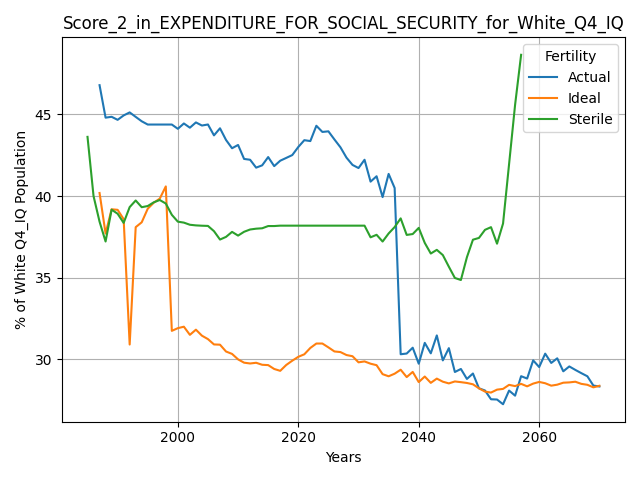 Score_2_in_EXPENDITURE_FOR_SOCIAL_SECURITY_for_White_Q4_IQ
Fertility
Actual
Ideal
Sterile
% of White Q4_IQ Population
45
40
35
30
2000
2020
2040
2060
Years